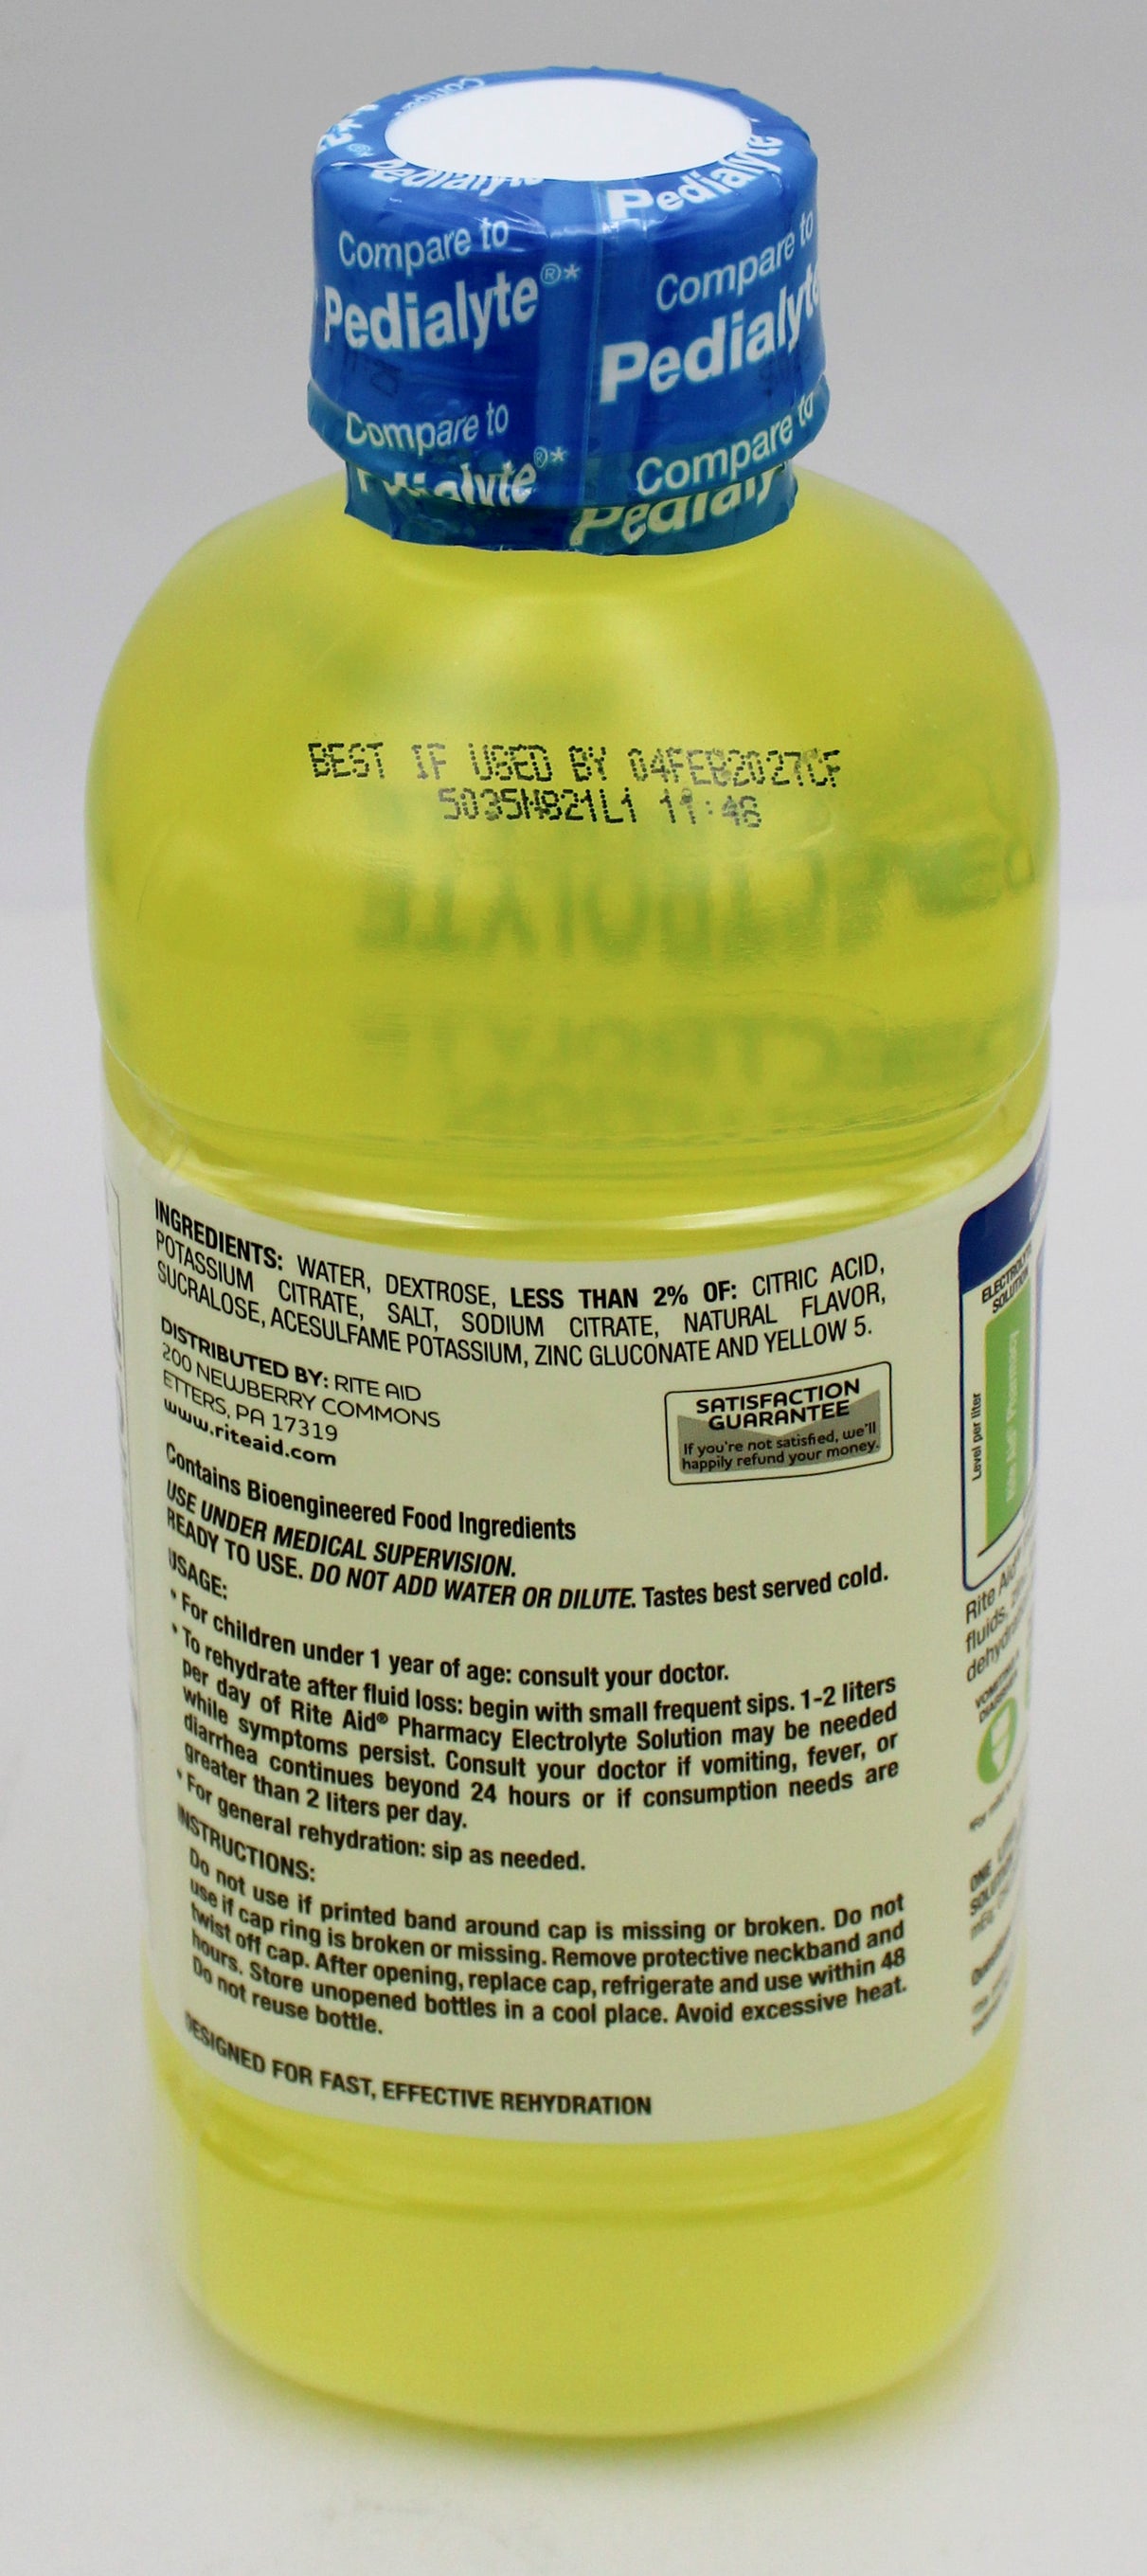 Compare to
Pedialyte®*
Compare to
Pedialyte®*
Pedialyte
Compare to
Pedialyte
Compare to
Pedialy
BEST IF USED BY 04FEB2027CF
5035N821L1 11:46
INGREDIENTS: WATER, DEXTROSE, LESS THAN 2% OF: CITRIC ACID,
POTASSIUM CITRATE, SALT, SODIUM CITRATE, NATURAL FLAVOR,
SUCRALOSE, ACESULFAME POTASSIUM, ZINC GLUCONATE AND YELLOW 5.
DISTRIBUTED BY: RITE AID
200 NEWBERRY COMMONS
ETTERS, PA 17319
www.riteaid.com
SATISFACTION
GUARANTEE
If you're not satisfied, we'll
happily refund your money.
Contains Bioengineered Food Ingredients
USE UNDER MEDICAL SUPERVISION.
READY TO USE. DO NOT ADD WATER OR DILUTE. Tastes best served cold.
USAGE:
• For children under 1 year of age: consult your doctor.
• To rehydrate after fluid loss: begin with small frequent sips. 1-2 liters
per day of Rite Aid® Pharmacy Electrolyte Solution may be needed
while symptoms persist. Consult your doctor if vomiting, fever, or
diarrhea continues beyond 24 hours or if consumption needs are
greater than 2 liters per day.
• For general rehydration: sip as needed.
INSTRUCTIONS:
Do not use if printed band around cap is missing or broken. Do not
use if cap ring is broken or missing. Remove protective neckband and
twist off cap. After opening, replace cap, refrigerate and use within 48
hours. Store unopened bottles in a cool place. Avoid excessive heat.
Do not reuse bottle.
DESIGNED FOR FAST, EFFECTIVE REHYDRATION
ELECTROLYTE
SOLUTION
Level per liter
Rite Aid® Pharmacy
Rite Aid
fluids,
dehydra
VOMITING &
DIARRHEA
ONE